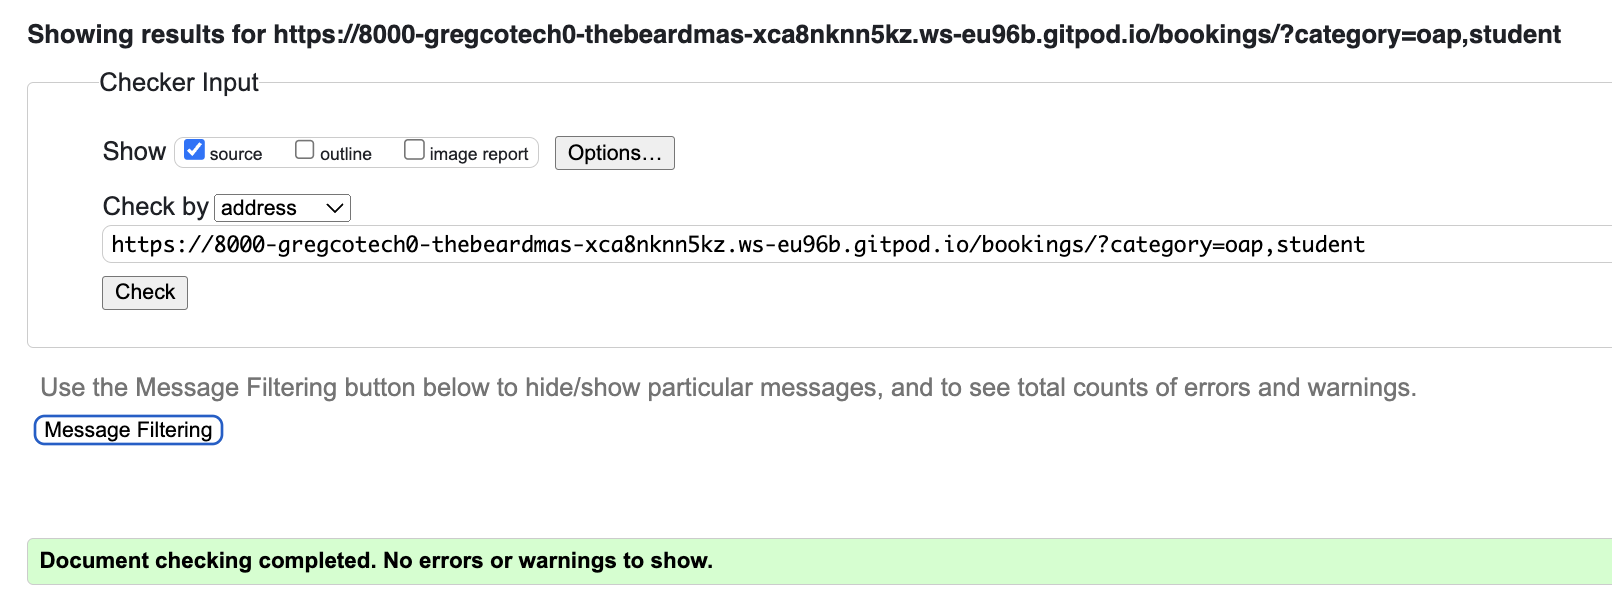 Showing results for https://8000-gregcotech0-thebeardmas-xca8nknn5kz.ws-eu96b.gitpod.io/bookings/?category=oap,student
Checker Input
Show source outline image report Options...
Check by address
https://8000-gregcotech0-thebeardmas-xca8nknn5kz.ws-eu96b.gitpod.io/bookings/?category=oap,student
Check
Use the Message Filtering button below to hide/show particular messages, and to see total counts of errors and warnings.
Message Filtering
Document checking completed. No errors or warnings to show.